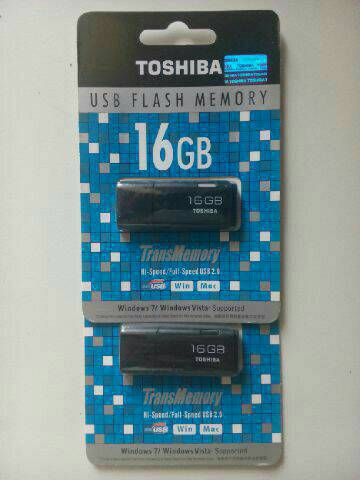 TOSHIBA
USB FLASH MEMORY
16GB
16GB
TOSHIBA
TransMemory
Hi-Speed/Full-Speed USB 2.0
USB Win Mac
Windows 7/ Windows Vista Supported
16GB
TOSHIBA
TransMemory
Hi-Speed/Full-Speed USB 2.0
USB Win Mac
Windows 7/ Windows Vista Supported